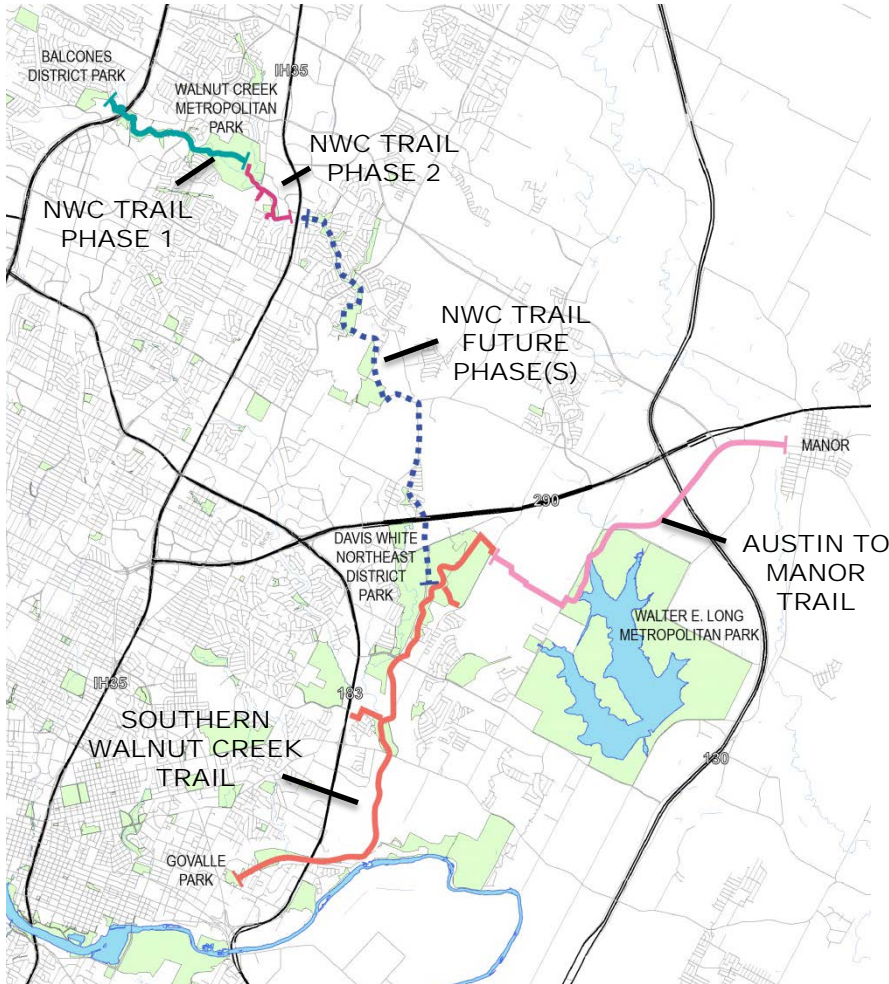 BALCONES
DISTRICT PARK
IH35
WALNUT CREEK
METROPOLITAN
PARK
NWC TRAIL
PHASE 2
NWC TRAIL
PHASE 1
NWC TRAIL
FUTURE
PHASE(S)
MANOR
290
DAVIS WHITE
NORTHEAST
DISTRICT
PARK
AUSTIN TO
MANOR
TRAIL
WALTER E. LONG
METROPOLITAN PARK
IH35
183
SOUTHERN
WALNUT CREEK
TRAIL
130
GOVALLE
PARK